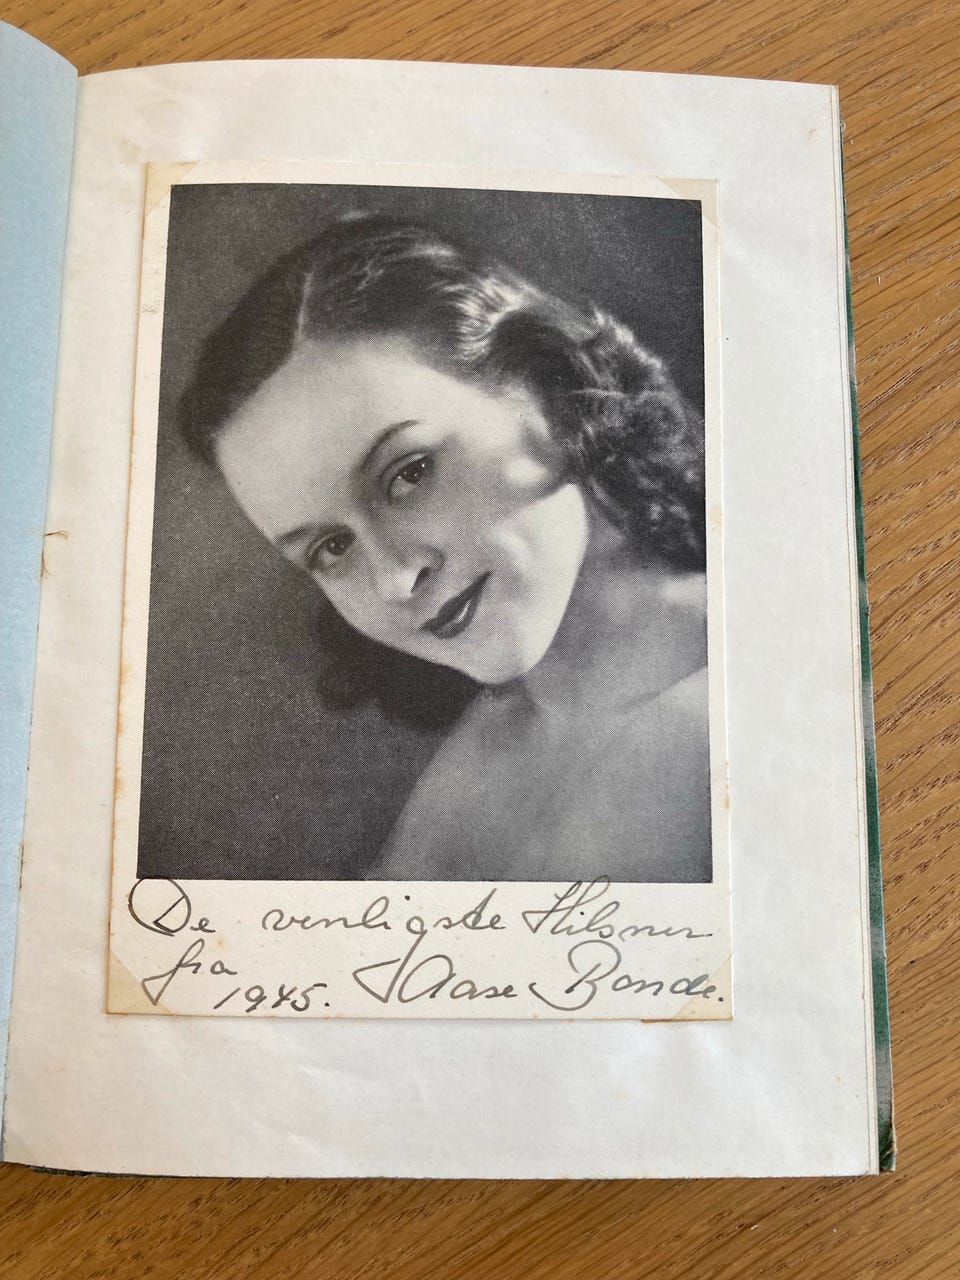 De venligste Hilsner
fra
1945. Aase Bonde.